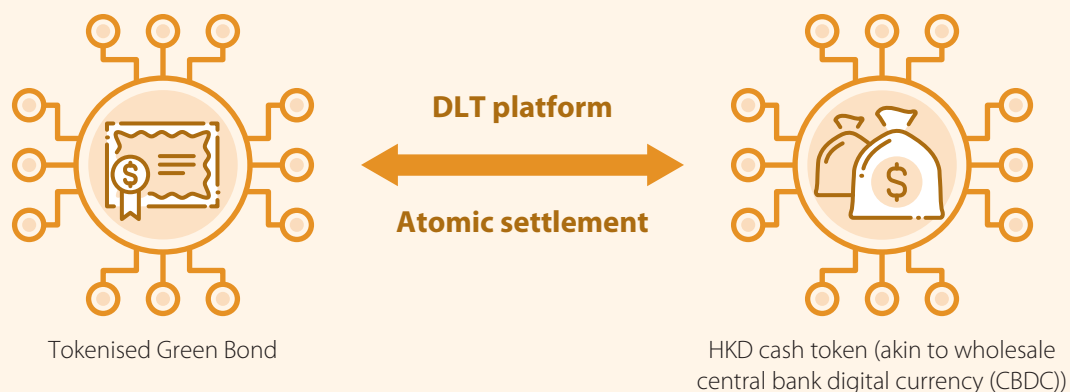 DLT platform
Atomic settlement
$
$
Tokenised Green Bond
HKD cash token (akin to wholesale
central bank digital currency (CBDC))